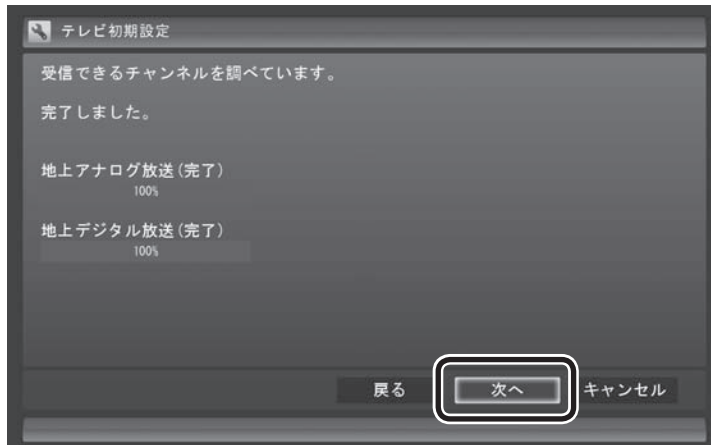 テレビ初期設定
受信できるチャンネルを調べています。
完了しました。
地上アナログ放送(完了)
100%
地上デジタル放送(完了)
100%
戻る 次へ キャンセル